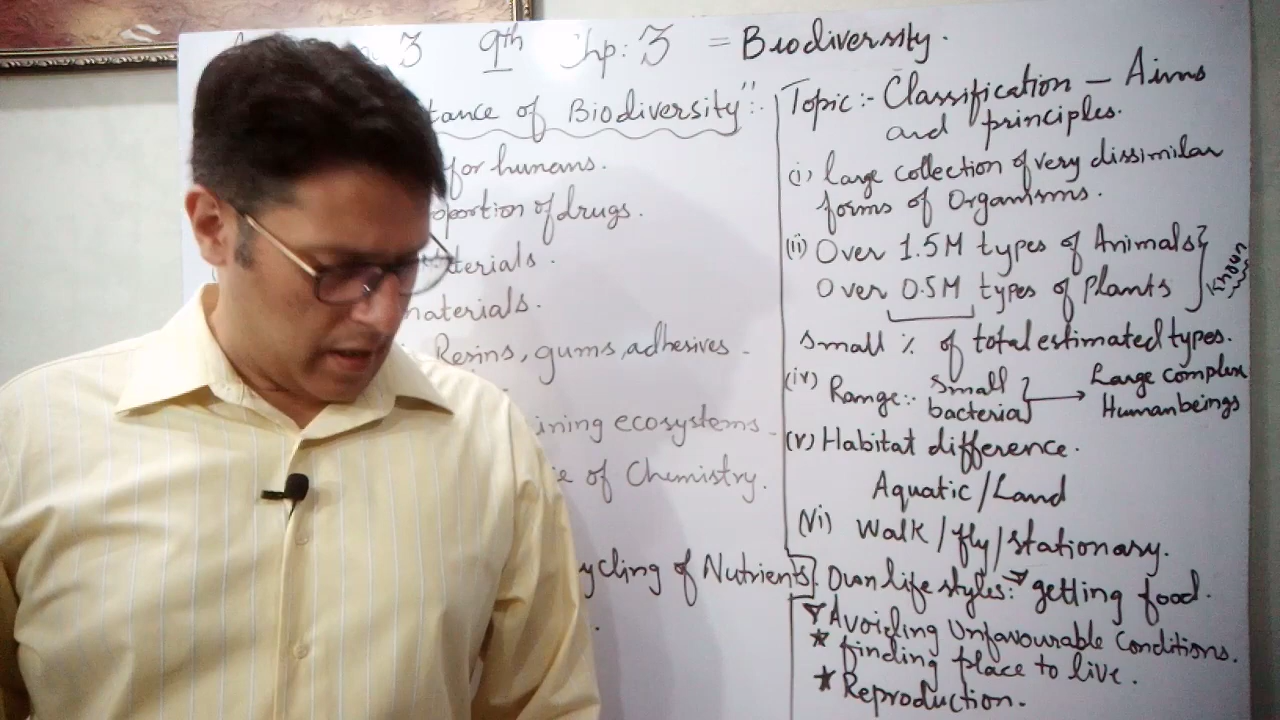 3 9th Chp: 3 = Biodiversity.
tance of Biodiversity":-
for humans.
oportion of drugs.
terials.
materials.
Resins, gums, adhesives -
ining ecosystems -
e of Chemistry.
ycling of Nutrients
Topic:- Classification - Aims
and principles.
(i) large collection of very dissimilar
forms of Organisms.
(ii) Over 1.5M types of Animals
Over 0.5M types of plants
Known
small % of total estimated types.
(iv) Range:- small bacteria → Large complex
Human beings
(v) Habitat difference.
Aquatic / Land
(vi) Walk / fly / stationary.
Own life styles:- getting food.
Avoiding Unfavourable Conditions.
* finding place to live.
* Reproduction.